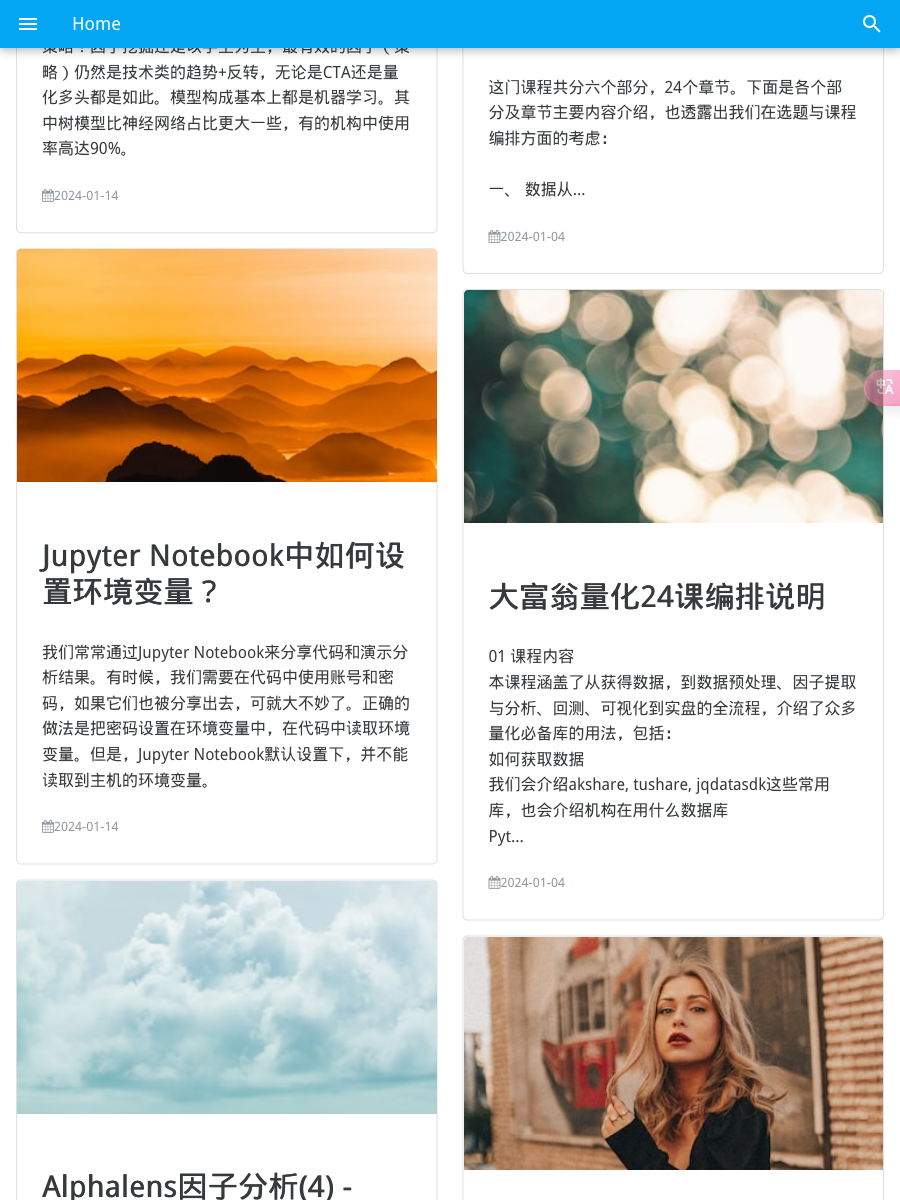 Home
策略：因子挖掘还是以手工为主，最有效的因子（策
略）仍然是技术类的趋势+反转，无论是CTA还是量
化多头都是如此。模型构成基本上都是机器学习。其
中树模型比神经网络占比更大一些，有的机构中使用
率高达90%。
2024-01-14
Jupyter Notebook中如何设
置环境变量？
我们常常通过Jupyter Notebook来分享代码和演示分
析结果。有时候，我们需要在代码中使用账号和密
码，如果它们也被分享出去，可就大不妙了。正确的
做法是把密码设置在环境变量中，在代码中读取环境
变量。但是，Jupyter Notebook默认设置下，并不能
读取到主机的环境变量。
2024-01-14
Alphalens因子分析(4) -
这门课程共分六个部分，24个章节。下面是各个部
分及章节主要内容介绍，也透露出我们在选题与课程
编排方面的考虑：
一、 数据从...
2024-01-04
大富翁量化24课编排说明
01 课程内容
本课程涵盖了从获得数据，到数据预处理、因子提取
与分析、回测、可视化到实盘的全流程，介绍了众多
量化必备库的用法，包括：
如何获取数据
我们会介绍akshare, tushare, jqdatasdk这些常用
库，也会介绍机构在用什么数据库
Pyt...
2024-01-04